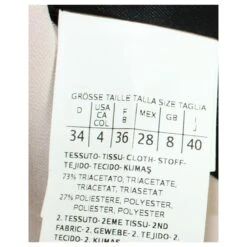 GRÖSSE TAILLE TALLA SIZE TAGLIA
D USA CA COL F B MEX GB I J
34 4 36 28 8 40
TESSUTO-TISSU-CLOTH-STOFF-
TEJIDO-TECIDO-KUMAŞ
73% TRIACETATO, TRIACETATE,
TRIACETAT, TRIASETAT
27% POLIESTERE, POLYESTER,
POLIESTER, POLYESTER
2. TESSUTO-2EME TISSU-2ND
FABRIC-2. GEWEBE-2. TEJIDO-
TECIDO-2. KUMAŞ